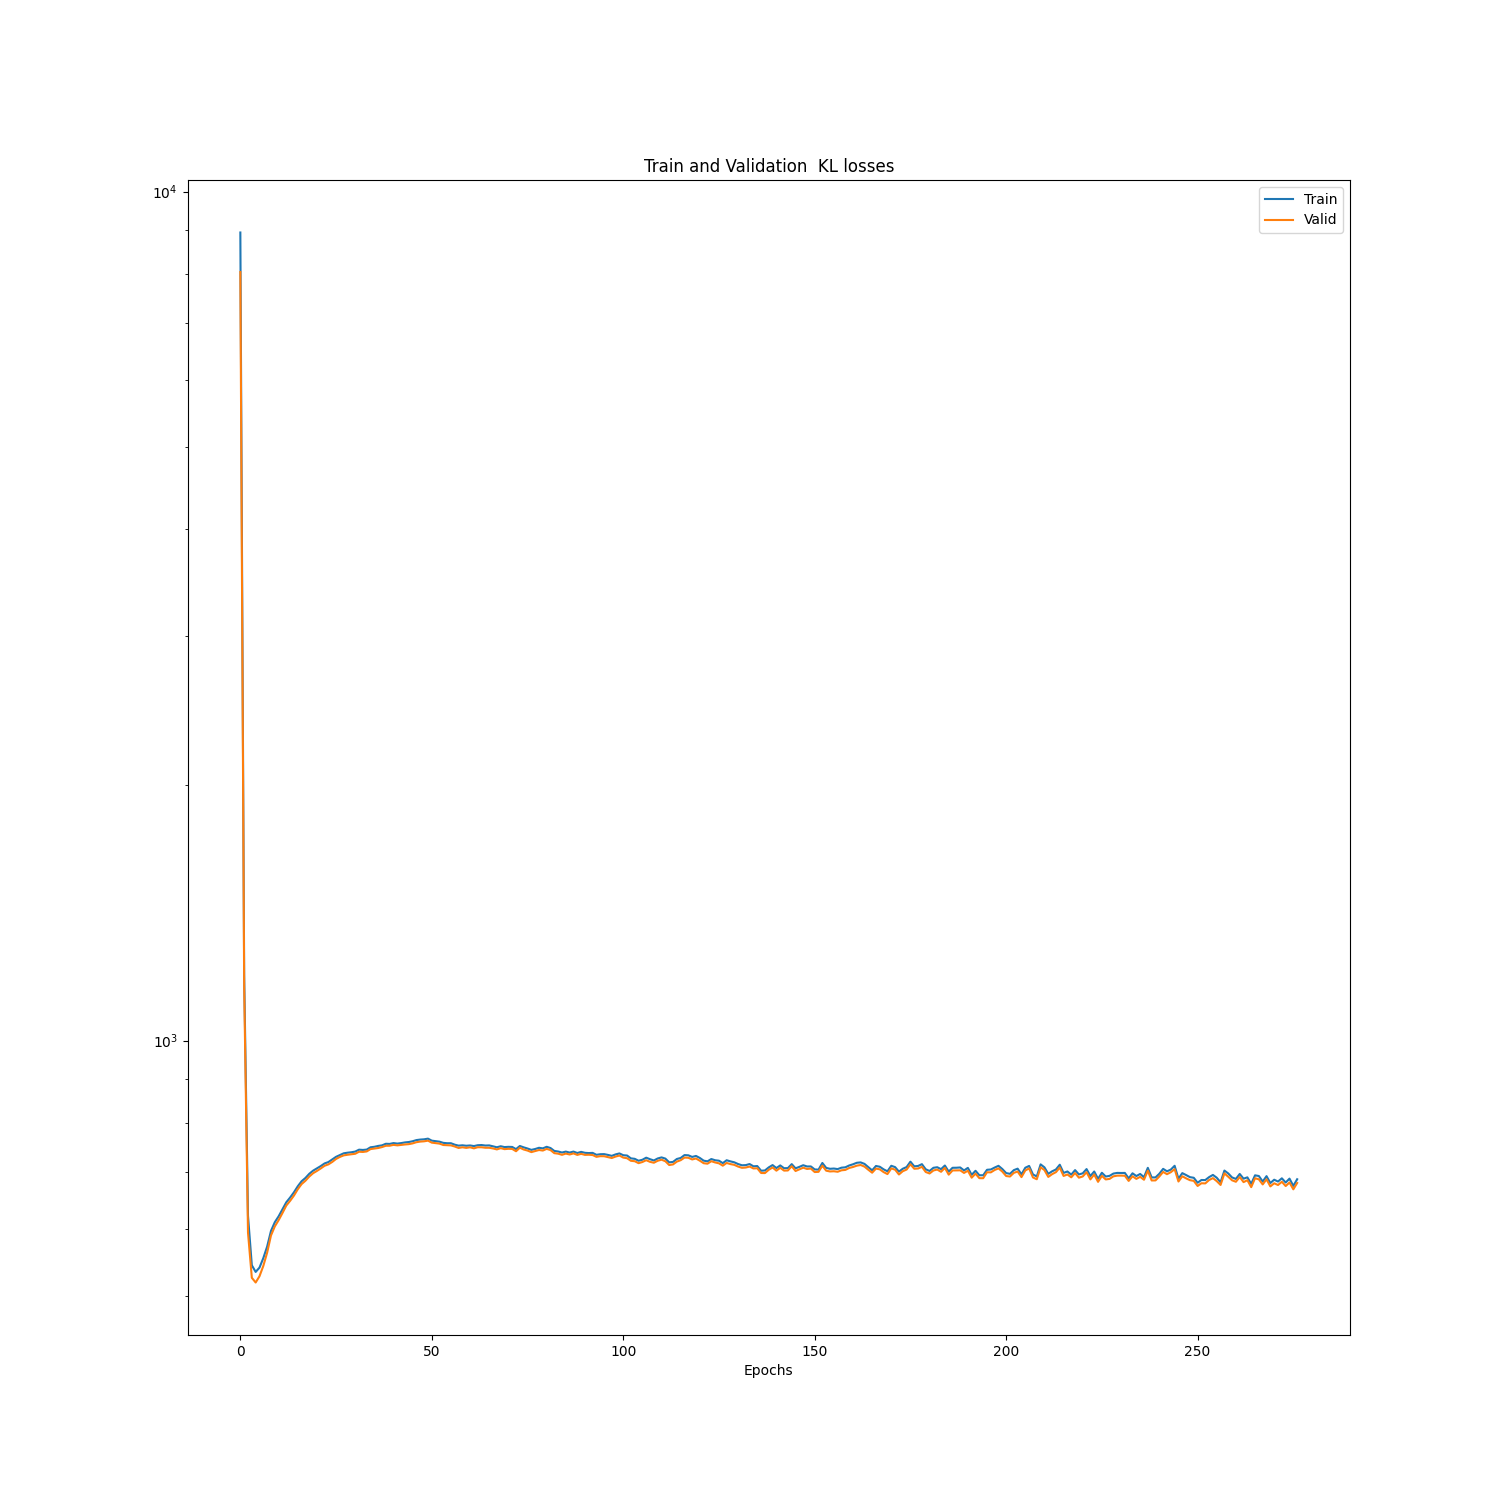 Train and Validation  KL losses
10^4
Train
Valid
10^3
0 50 100 150 200 250
Epochs